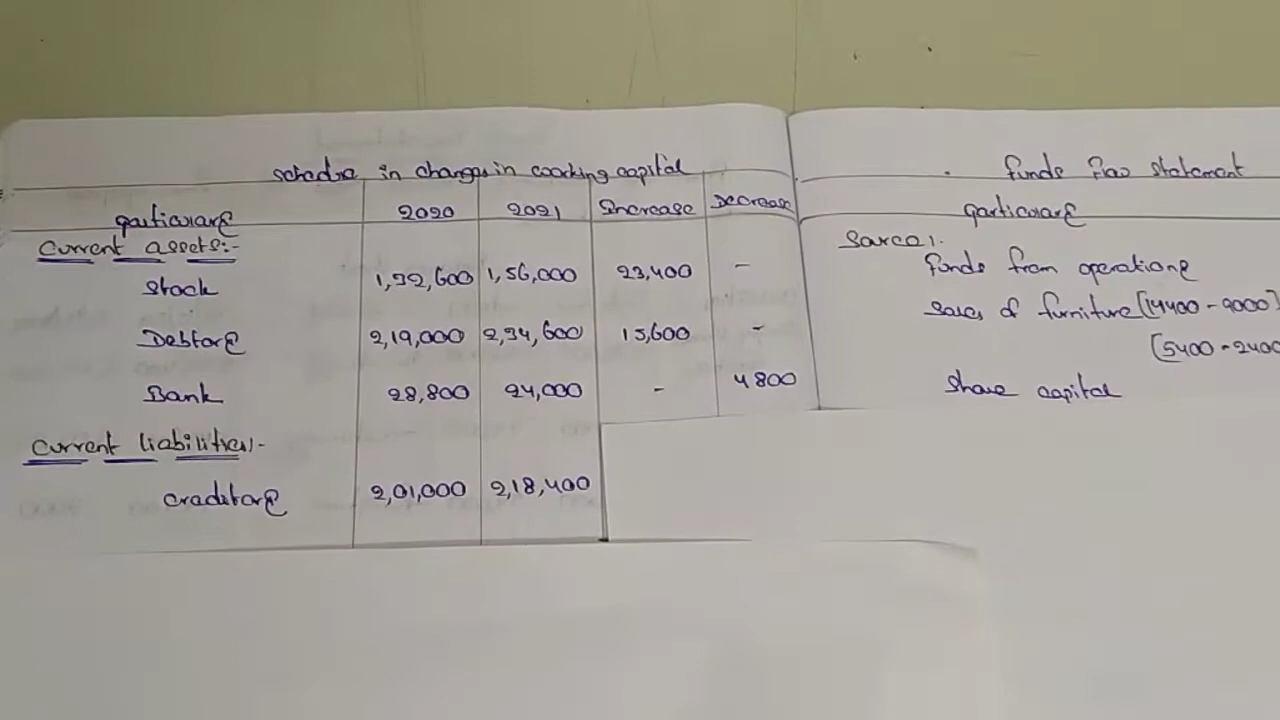 schedra in changes in working capital
particulars 2020 2021 Increase Decrease
Current assets:-
Stock 1,32,600 1,56,000 23,400 -
Debtors 2,19,000 2,34,600 15,600 -
Bank 28,800 24,000 - 4800
Current liabilities:-
craditors 2,01,000 2,18,400
funds flow statement
particulars
funds from operations
sales of furniture [14400 - 9000]
[5400 - 2400
Share capital